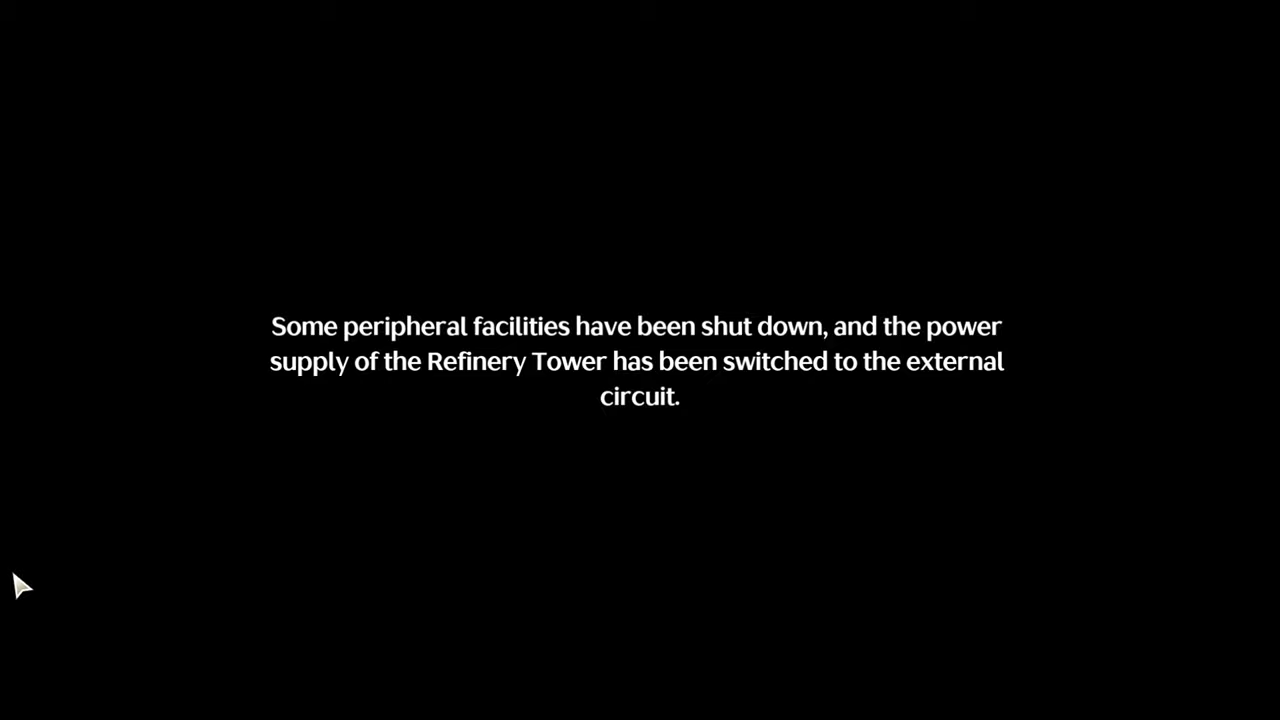 Some peripheral facilities have been shut down, and the power
supply of the Refinery Tower has been switched to the external
circuit.